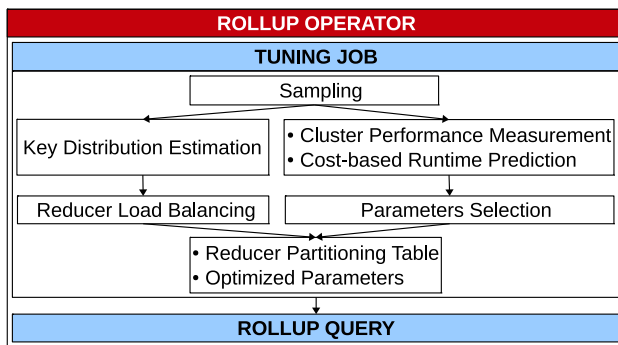 ROLLUP OPERATOR
TUNING JOB
Sampling
Key Distribution Estimation
• Cluster Performance Measurement
• Cost-based Runtime Prediction
Reducer Load Balancing
Parameters Selection
• Reducer Partitioning Table
• Optimized Parameters
ROLLUP QUERY